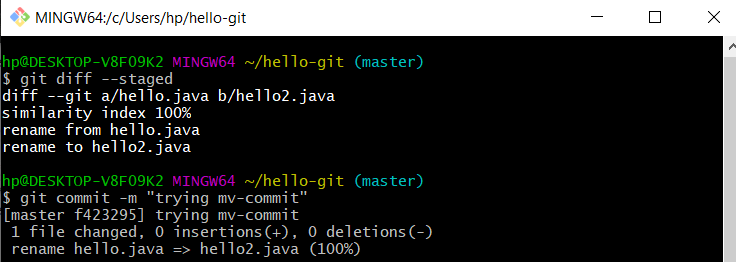 MINGW64:/c/Users/hp/hello-git
hp@DESKTOP-V8FO9K2 MINGW64 ~/hello-git (master)
$ git diff --staged
diff --git a/hello.java b/hello2.java
similarity index 100%
rename from hello.java
rename to hello2.java
hp@DESKTOP-V8FO9K2 MINGW64 ~/hello-git (master)
$ git commit -m "trying mv-commit"
[master f423295] trying mv-commit
1 file changed, 0 insertions(+), 0 deletions(-)
rename hello.java => hello2.java (100%)